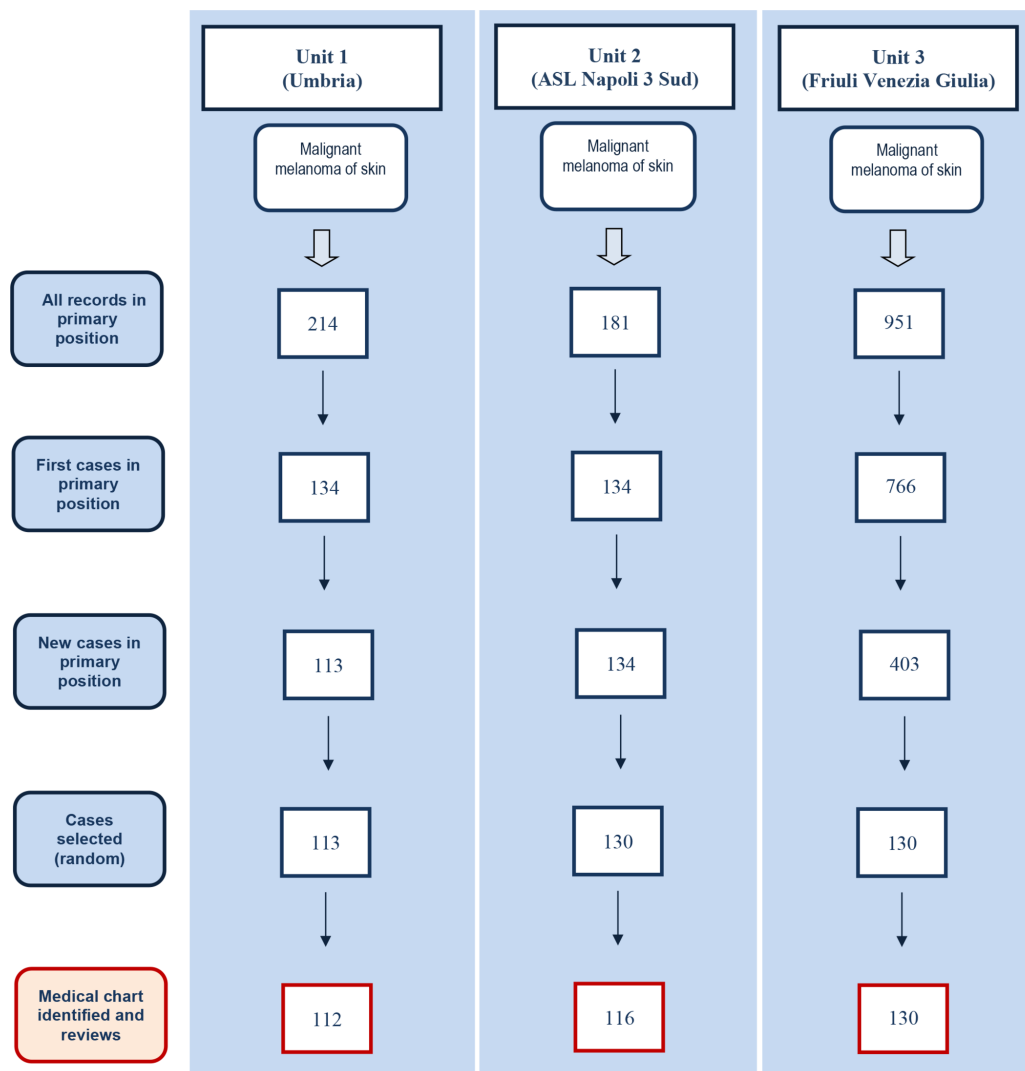 Unit 1
(Umbria)
Unit 2
(ASL Napoli 3 Sud)
Unit 3
(Friuli Venezia Giulia)
Malignant
melanoma of skin
Malignant
melanoma of skin
Malignant
melanoma of skin
All records in
primary
position
214
181
951
First cases in
primary
position
134
134
766
New cases in
primary
position
113
134
403
Cases
selected
(random)
113
130
130
Medical chart
identified and
reviews
112
116
130